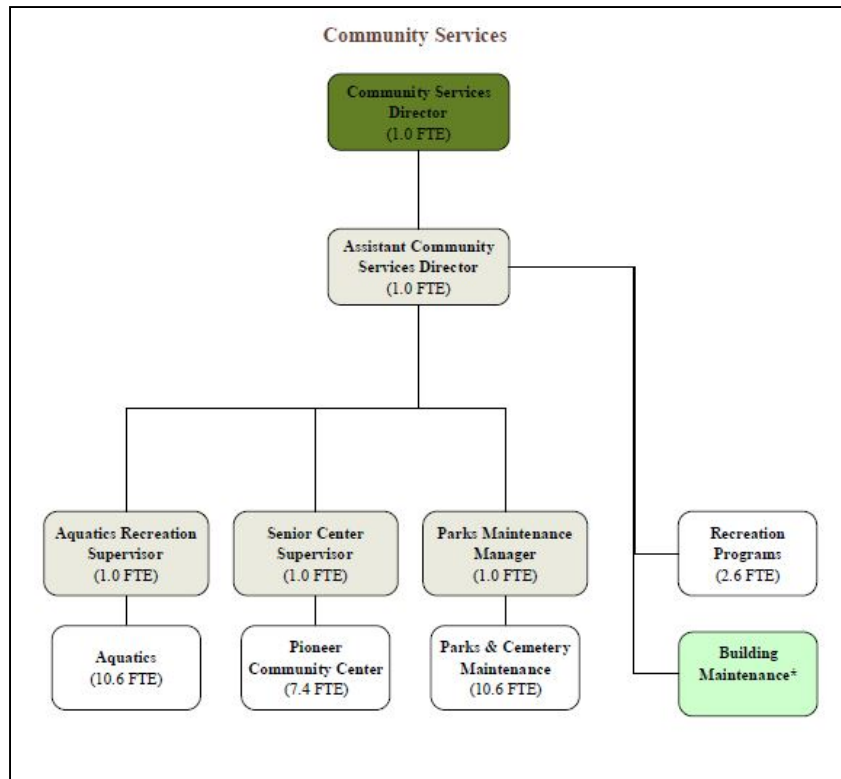 Community Services
Community Services
Director
(1.0 FTE)
Assistant Community
Services Director
(1.0 FTE)
Aquatics Recreation
Supervisor
(1.0 FTE)
Senior Center
Supervisor
(1.0 FTE)
Parks Maintenance
Manager
(1.0 FTE)
Recreation
Programs
(2.6 FTE)
Aquatics
(10.6 FTE)
Pioneer
Community Center
(7.4 FTE)
Parks & Cemetery
Maintenance
(10.6 FTE)
Building
Maintenance*